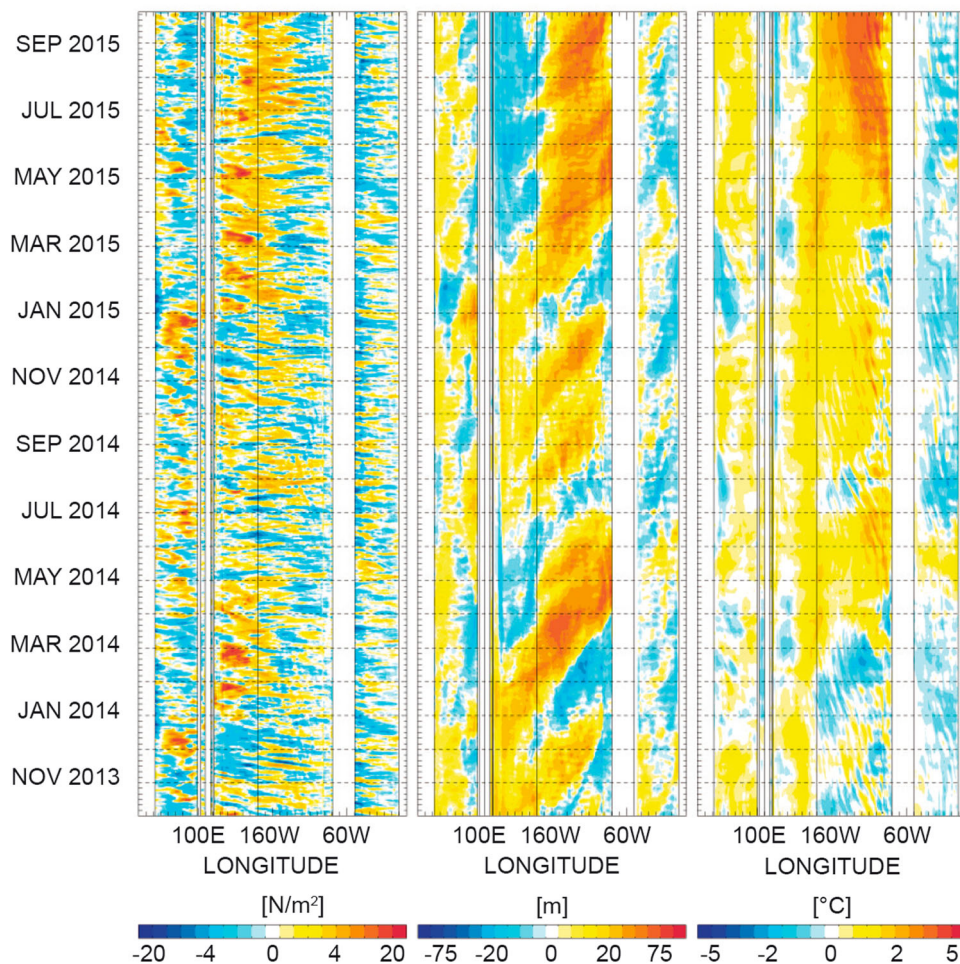 SEP 2015
JUL 2015
MAY 2015
MAR 2015
JAN 2015
NOV 2014
SEP 2014
JUL 2014
MAY 2014
MAR 2014
JAN 2014
NOV 2013
100E 160W 60W 100E 160W 60W 100E 160W 60W
LONGITUDE LONGITUDE LONGITUDE
[N/m²] [m] [°C]
-20 -4 0 4 20 -75 -20 0 20 75 -5 -2 0 2 5